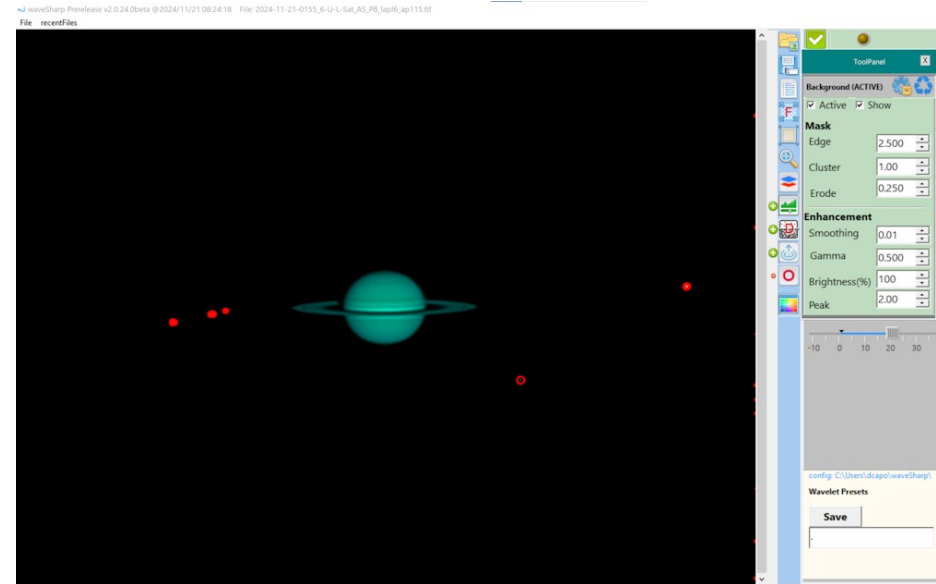 waveSharp Prerelease v2.0.24.0beta @2024/11/21 08:24:18 File: 2024-11-21-0155_6-U-L-Sat_AS_P8_lapl6_ap115.tif
File recentFiles
ToolPanel X
Background (ACTIVE)
Active Show
Mask
F
Edge 2.500
Cluster 1.00
Erode 0.250
Enhancement
D
Smoothing 0.01
Gamma 0.500
Brightness(%) 100
Peak 2.00
-10 0 10 20 30
config: C:\Users\dcapo\waveSharp\
Wavelet Presets
Save
.